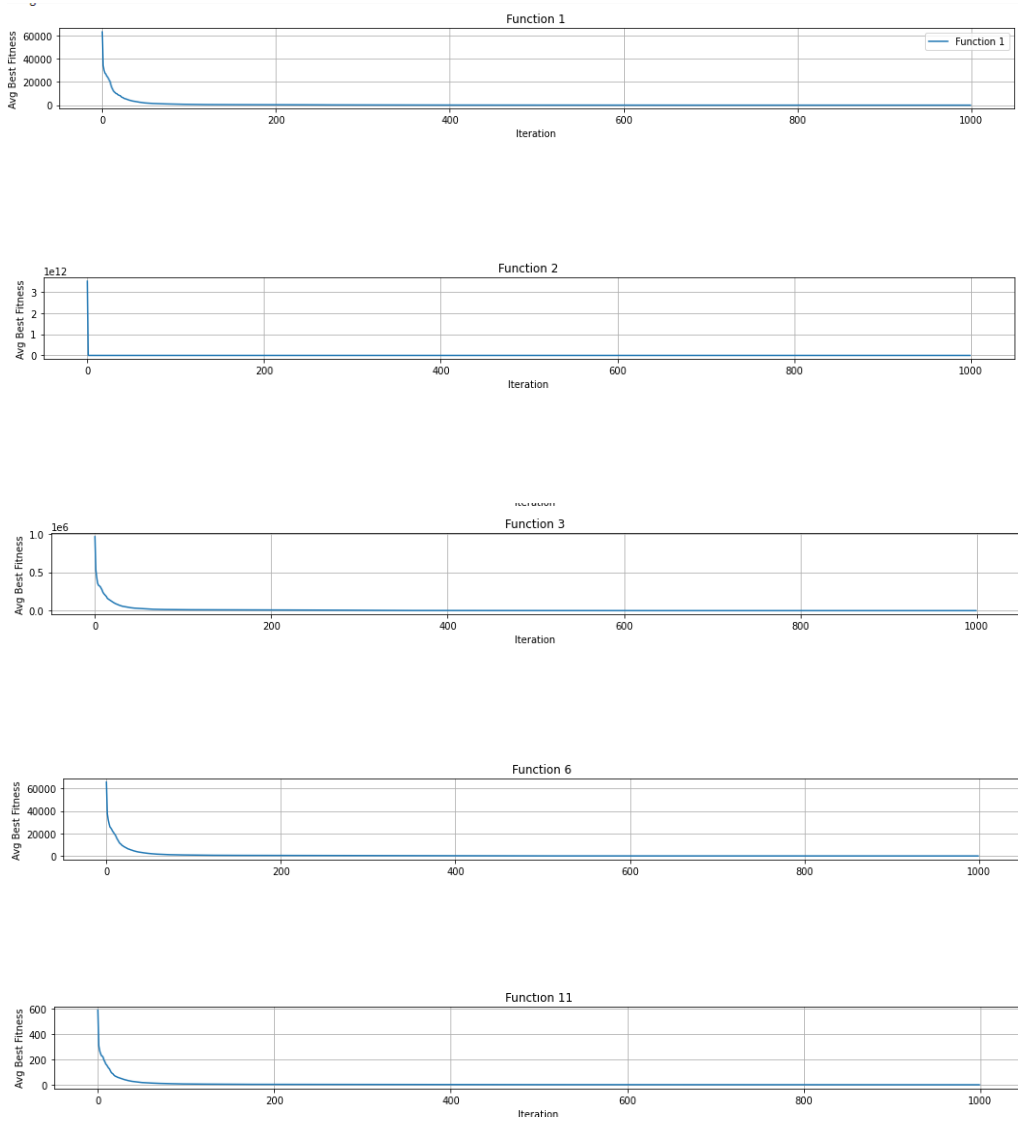 Function 1
Avg Best Fitness
60000
40000
20000
0
Function 1
0 200 400 600 800 1000
Iteration
Function 2
1e12
Avg Best Fitness
3
2
1
0
0 200 400 600 800 1000
Iteration
Iteration
Function 3
1e6
Avg Best Fitness
1.0
0.5
0.0
0 200 400 600 800 1000
Iteration
Function 6
Avg Best Fitness
60000
40000
20000
0
0 200 400 600 800 1000
Function 11
Avg Best Fitness
600
400
200
0
0 200 400 600 800 1000
Iteration